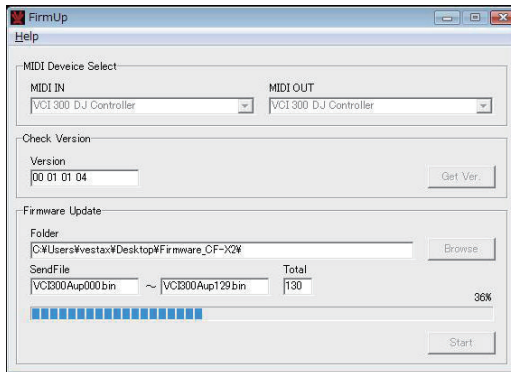 FirmUp
Help
MIDI Deveice Select
MIDI IN
MIDI OUT
VCI 300 DJ Controller
VCI 300 DJ Controller
Check Version
Version
00 01 01 04
Get Ver.
Firmware Update
Folder
C:¥Users¥vestax¥Desktop¥Firmware_CF-X2¥
Browse
SendFile
Total
VCI300Aup000.bin ～ VCI300Aup129.bin 130
36%
Start